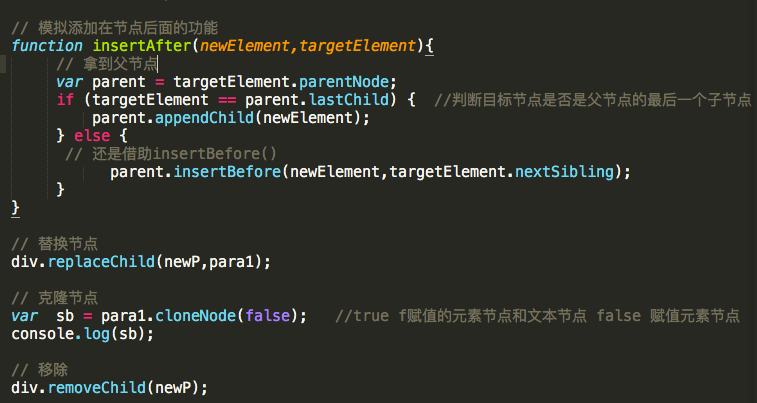 // 模拟添加在节点后面的功能
function insertAfter(newElement,targetElement){
// 拿到父节点
var parent = targetElement.parentNode;
if (targetElement == parent.lastChild) { //判断目标节点是否是父节点的最后一个子节点
parent.appendChild(newElement);
} else {
// 还是借助insertBefore()
parent.insertBefore(newElement,targetElement.nextSibling);
}
}
// 替换节点
div.replaceChild(newP,para1);
// 克隆节点
var sb = para1.cloneNode(false); //true f赋值的元素节点和文本节点 false 赋值元素节点
console.log(sb);
// 移除
div.removeChild(newP);